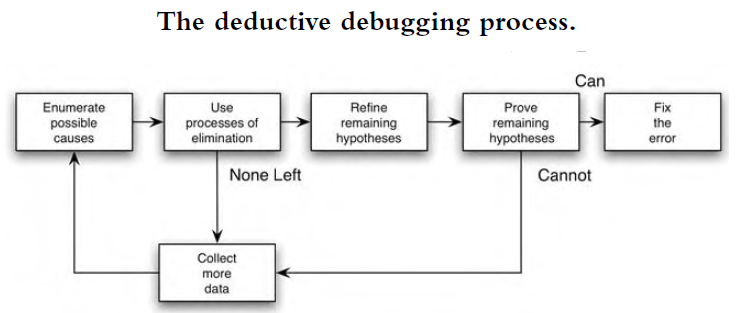 The deductive debugging process.
Can
Enumerate
possible
causes
Use
processes of
elimination
Refine
remaining
hypotheses
Prove
remaining
hypotheses
Fix
the
error
None Left
Cannot
Collect
more
data